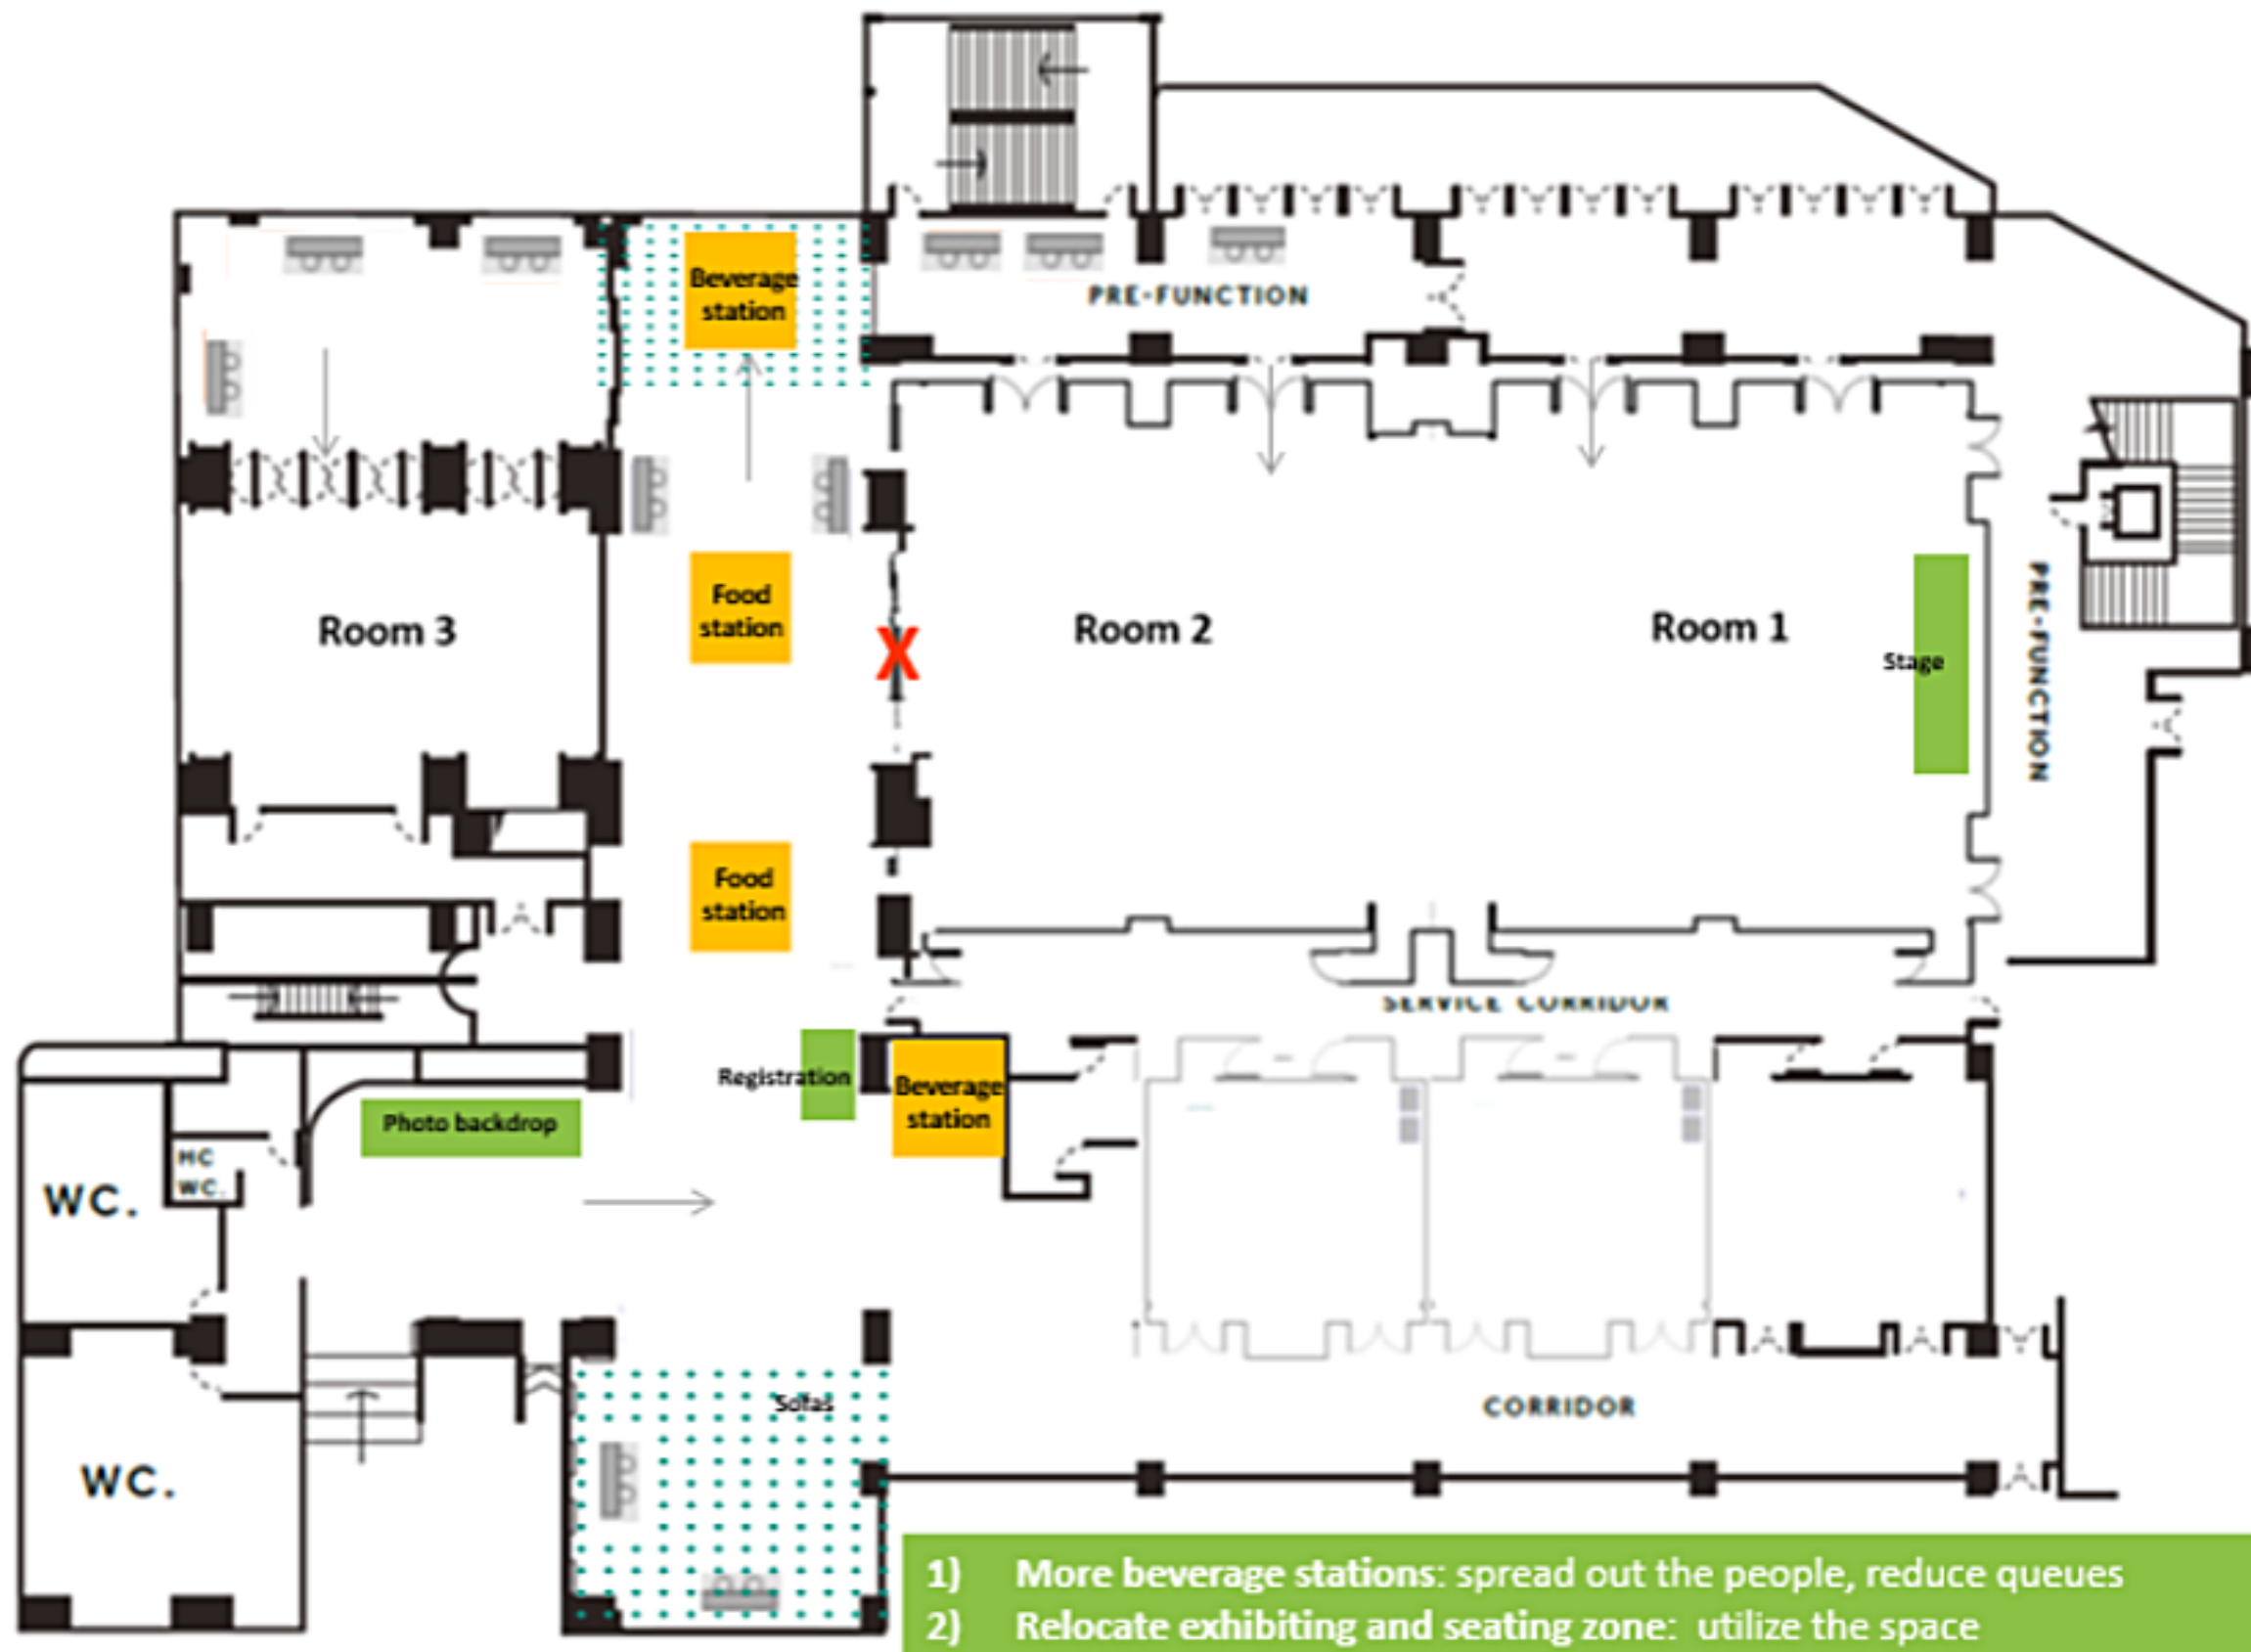 Beverage
station
PRE-FUNCTION
Food
station
X
Room 3
Room 2
Room 1
Stage
PRE-FUNCTION
Food
station
SERVICE CORRIDOR
Registration
Beverage
station
Photo backdrop
HC
WC.
WC.
Sofas
CORRIDOR
WC.
1) More beverage stations: spread out the people, reduce queues
2) Relocate exhibiting and seating zone: utilize the space